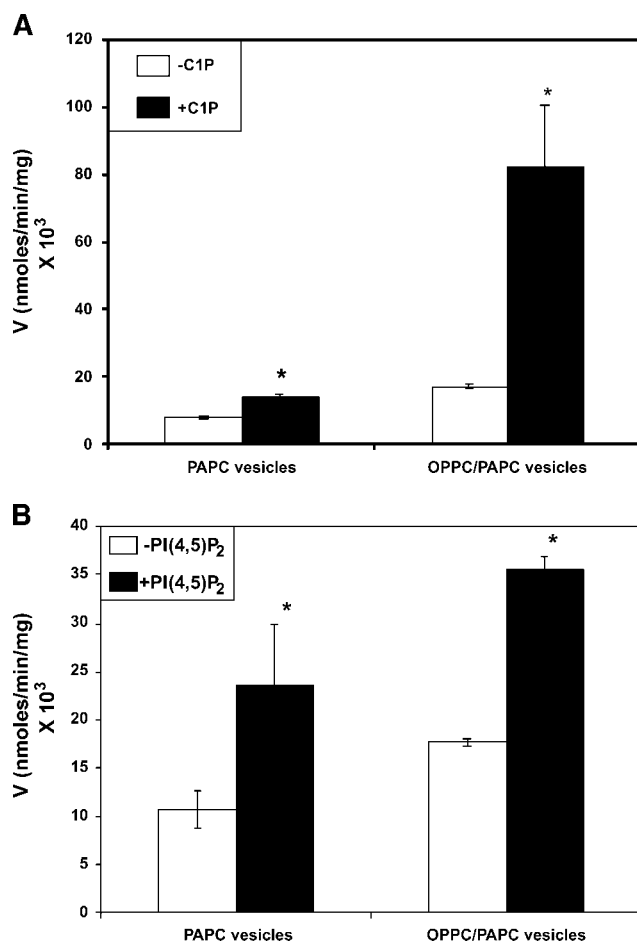 A
120
100
80
60
40
20
0
V (nmoles/min/mg)
X 10³
-C1P
+C1P
*
*
PAPC vesicles
OPPC/PAPC vesicles
B
40
35
30
25
20
15
10
5
0
V (nmoles/min/mg)
X 10³
-PI(4,5)P₂
+PI(4,5)P₂
*
*
PAPC vesicles
OPPC/PAPC vesicles